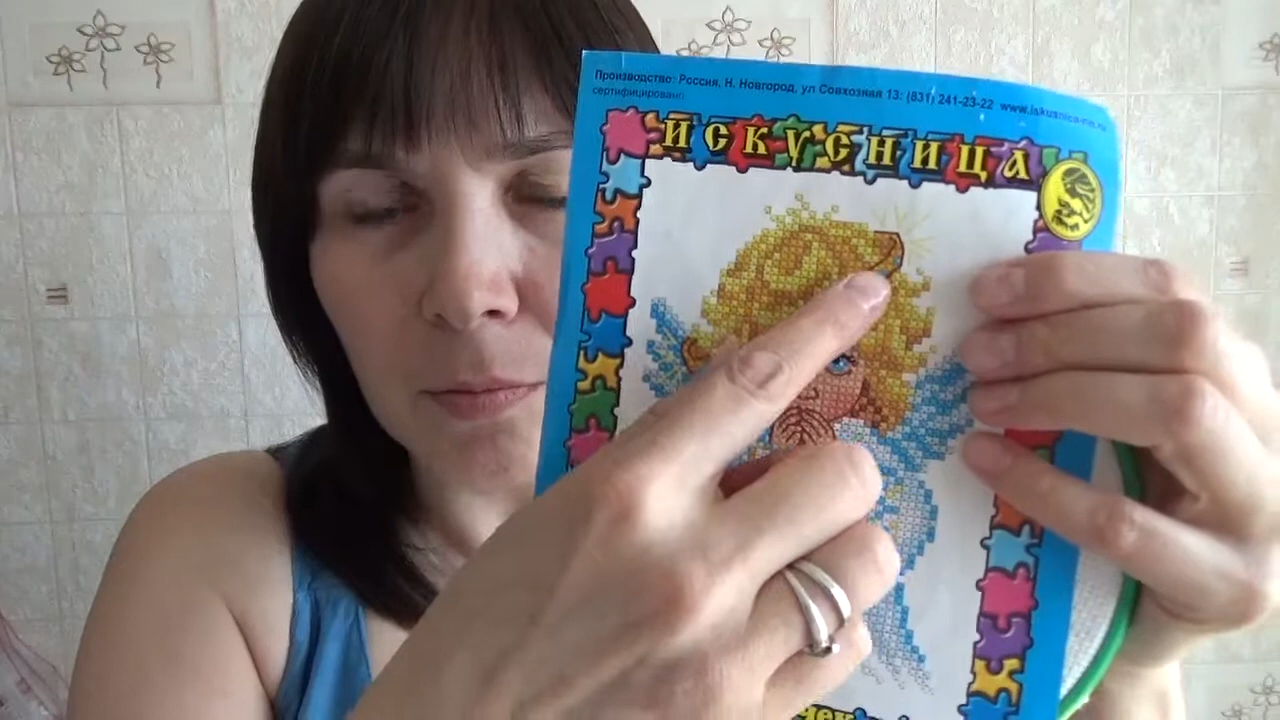 Производство: Россия, Н. Новгород, ул Совхозная 13: (831) 241-23-22 www.iskusnica-nn.ru
сертифицировано
ИСКУСНИЦА